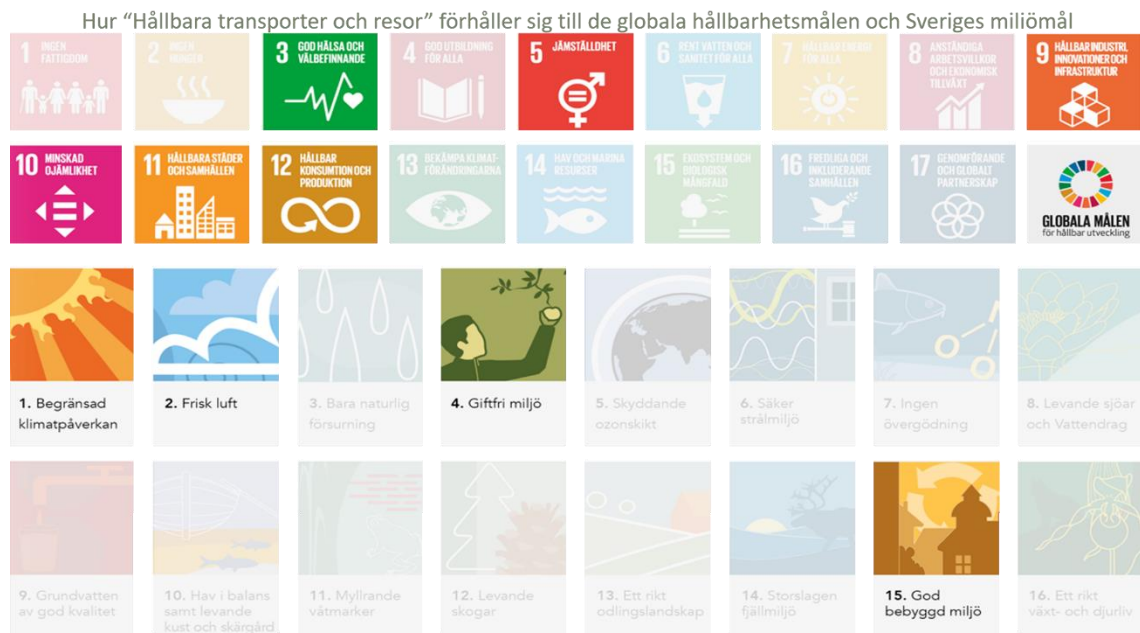 Hur “Hållbara transporter och resor” förhåller sig till de globala hållbarhetsmålen och Sveriges miljömål
1 INGEN
FATTIGDOM
2 INGEN
HUNGER
3 GOD HÄLSA OCH
VÄLBEFINNANDE
4 GOD UTBILDNING
FÖR ALLA
5 JÄMSTÄLLDHET
6 RENT VATTEN OCH
SANITET FÖR ALLA
7 HÅLLBAR ENERGI
FÖR ALLA
8 ANSTÄNDIGA
ARBETSVILLKOR
OCH EKONOMISK
TILLVÄXT
9 HÅLLBAR INDUSTRI,
INNOVATIONER OCH
INFRASTRUKTUR
10 MINSKAD
OJÄMLIKHET
11 HÅLLBARA STÄDER
OCH SAMHÄLLEN
12 HÅLLBAR
KONSUMTION OCH
PRODUKTION
13 BEKÄMPA KLIMAT-
FÖRÄNDRINGARNA
14 HAV OCH MARINA
RESURSER
15 EKOSYSTEM OCH
BIOLOGISK
MÅNGFALD
16 FREDLIGA OCH
INKLUDERANDE
SAMHÄLLEN
17 GENOMFÖRANDE
OCH GLOBALT
PARTNERSKAP
GLOBALA MÅLEN
för hållbar utveckling
1. Begränsad
klimatpåverkan
2. Frisk luft
3. Bara naturlig
försurning
4. Giftfri miljö
5. Skyddande
ozonskikt
6. Säker
strålmiljö
7. Ingen
övergödning
8. Levande sjöar
och Vattendrag
9. Grundvatten
av god kvalitet
10. Hav i balans
samt levande
kust och skärgård
11. Myllrande
våtmarker
12. Levande
skogar
13. Ett rikt
odlingslandskap
14. Storslagen
fjällmiljö
15. God
bebyggd miljö
16. Ett rikt
växt- och djurliv